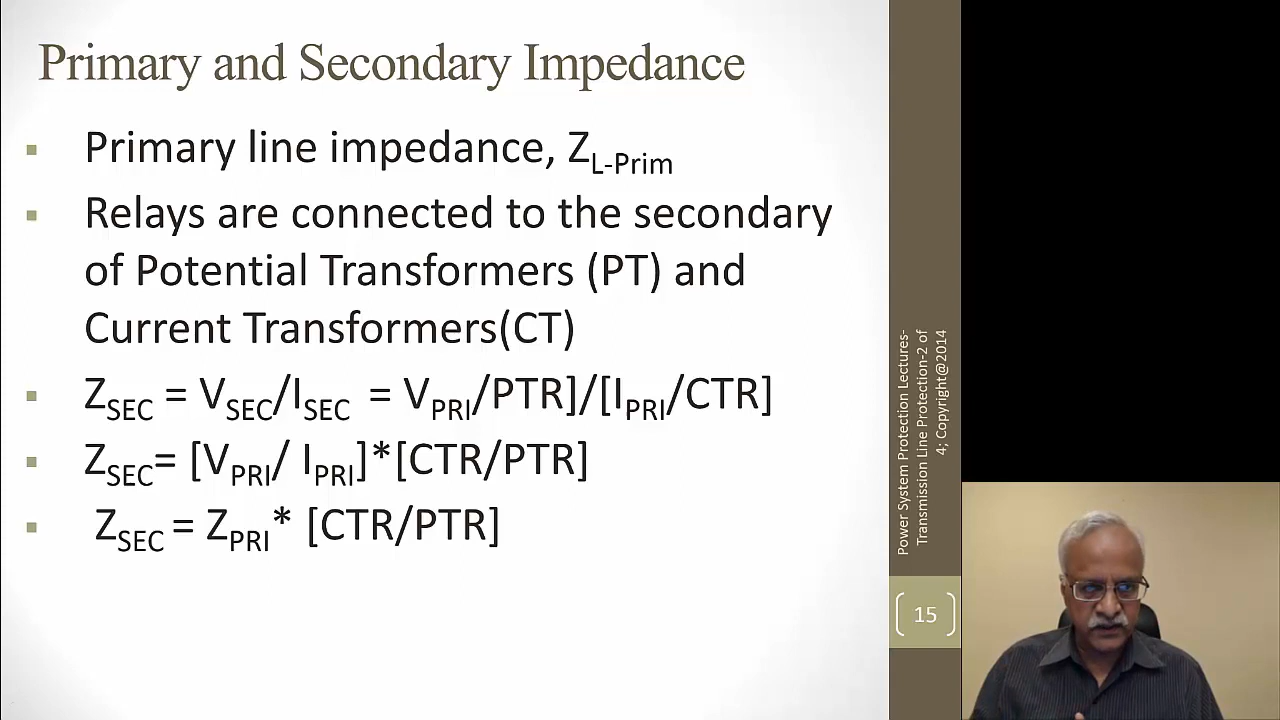 Primary and Secondary Impedance
▪ Primary line impedance, Z_L-Prim
▪ Relays are connected to the secondary
of Potential Transformers (PT) and
Current Transformers(CT)
▪ Z_SEC = V_SEC/I_SEC = V_PRI/PTR]/[I_PRI/CTR]
▪ Z_SEC= [V_PRI/ I_PRI]*[CTR/PTR]
▪ Z_SEC = Z_PRI* [CTR/PTR]
Power System Protection Lectures-
Transmission Line Protection-2 of
4; Copyright@2014
15